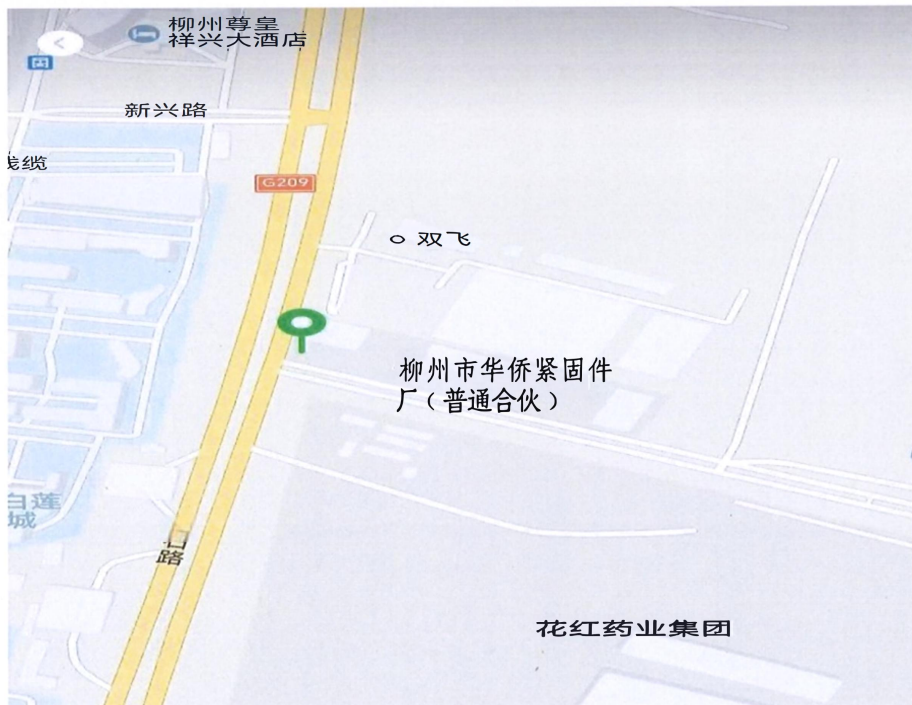 柳州尊皇
祥兴大酒店
新兴路
线缆
G209
双飞
柳州市华侨紧固件
厂（普通合伙）
白莲
城
路
花红药业集团